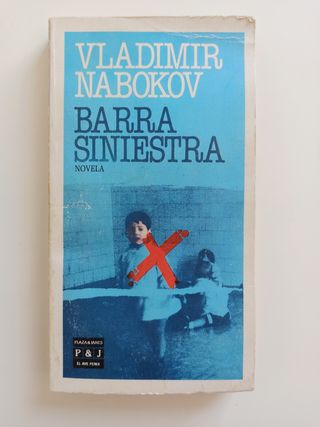 VLADIMIR
NABOKOV
BARRA
SINIESTRA
NOVELA
PLAZA & JANES
P & J
EL AVE FENIX